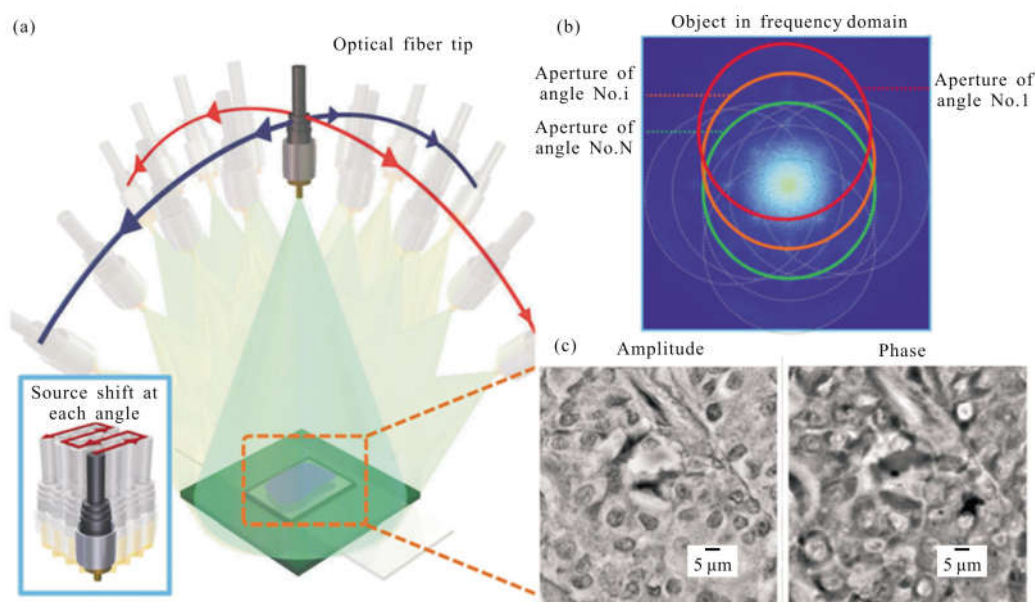 (a)
Optical fiber tip
Source shift at
each angle
(b)
Object in frequency domain
Aperture of
angle No.i
Aperture of
angle No.N
Aperture of
angle No.1
(c)
Amplitude
Phase
5 μm
5 μm